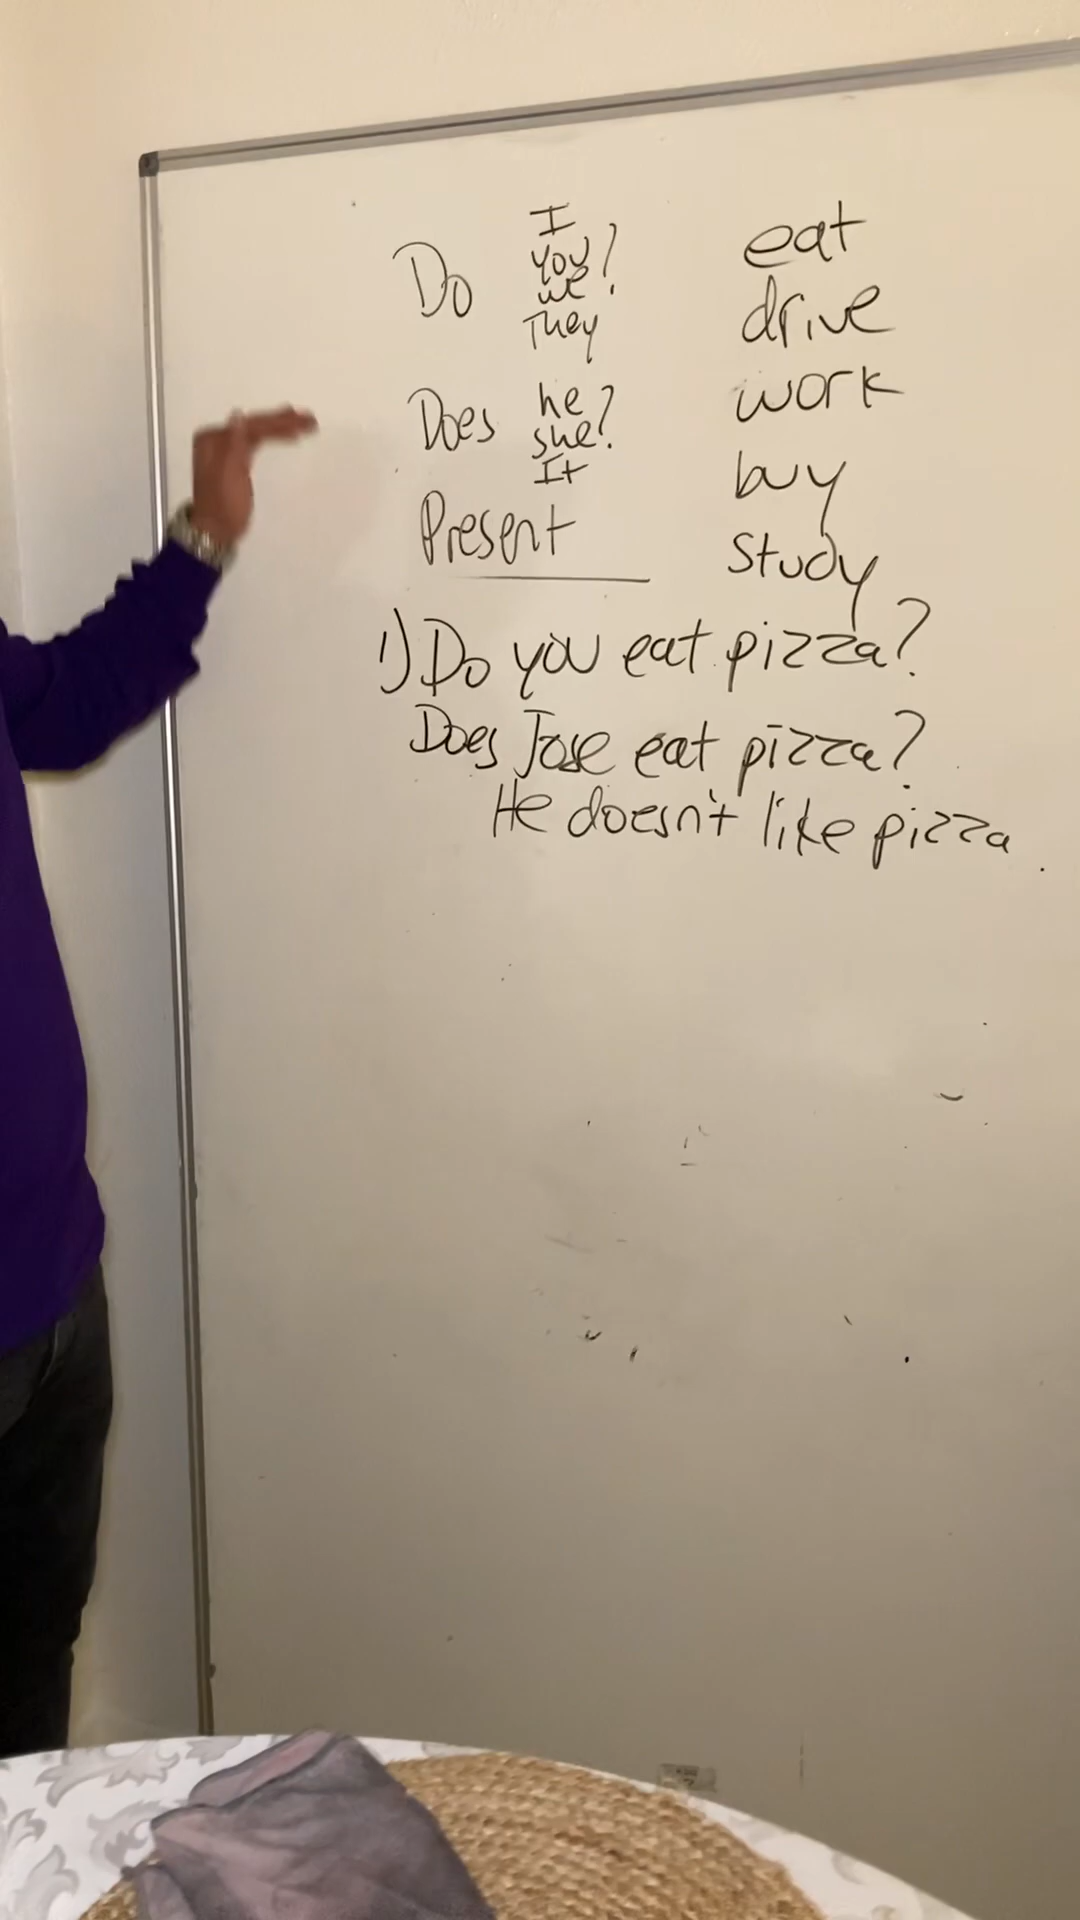 I
you
Do we?
They
Does he
she?
It
Present
eat
drive
work
buy
study
1) Do you eat pizza?
Does Jose eat pizza?
He doesn't like pizza.